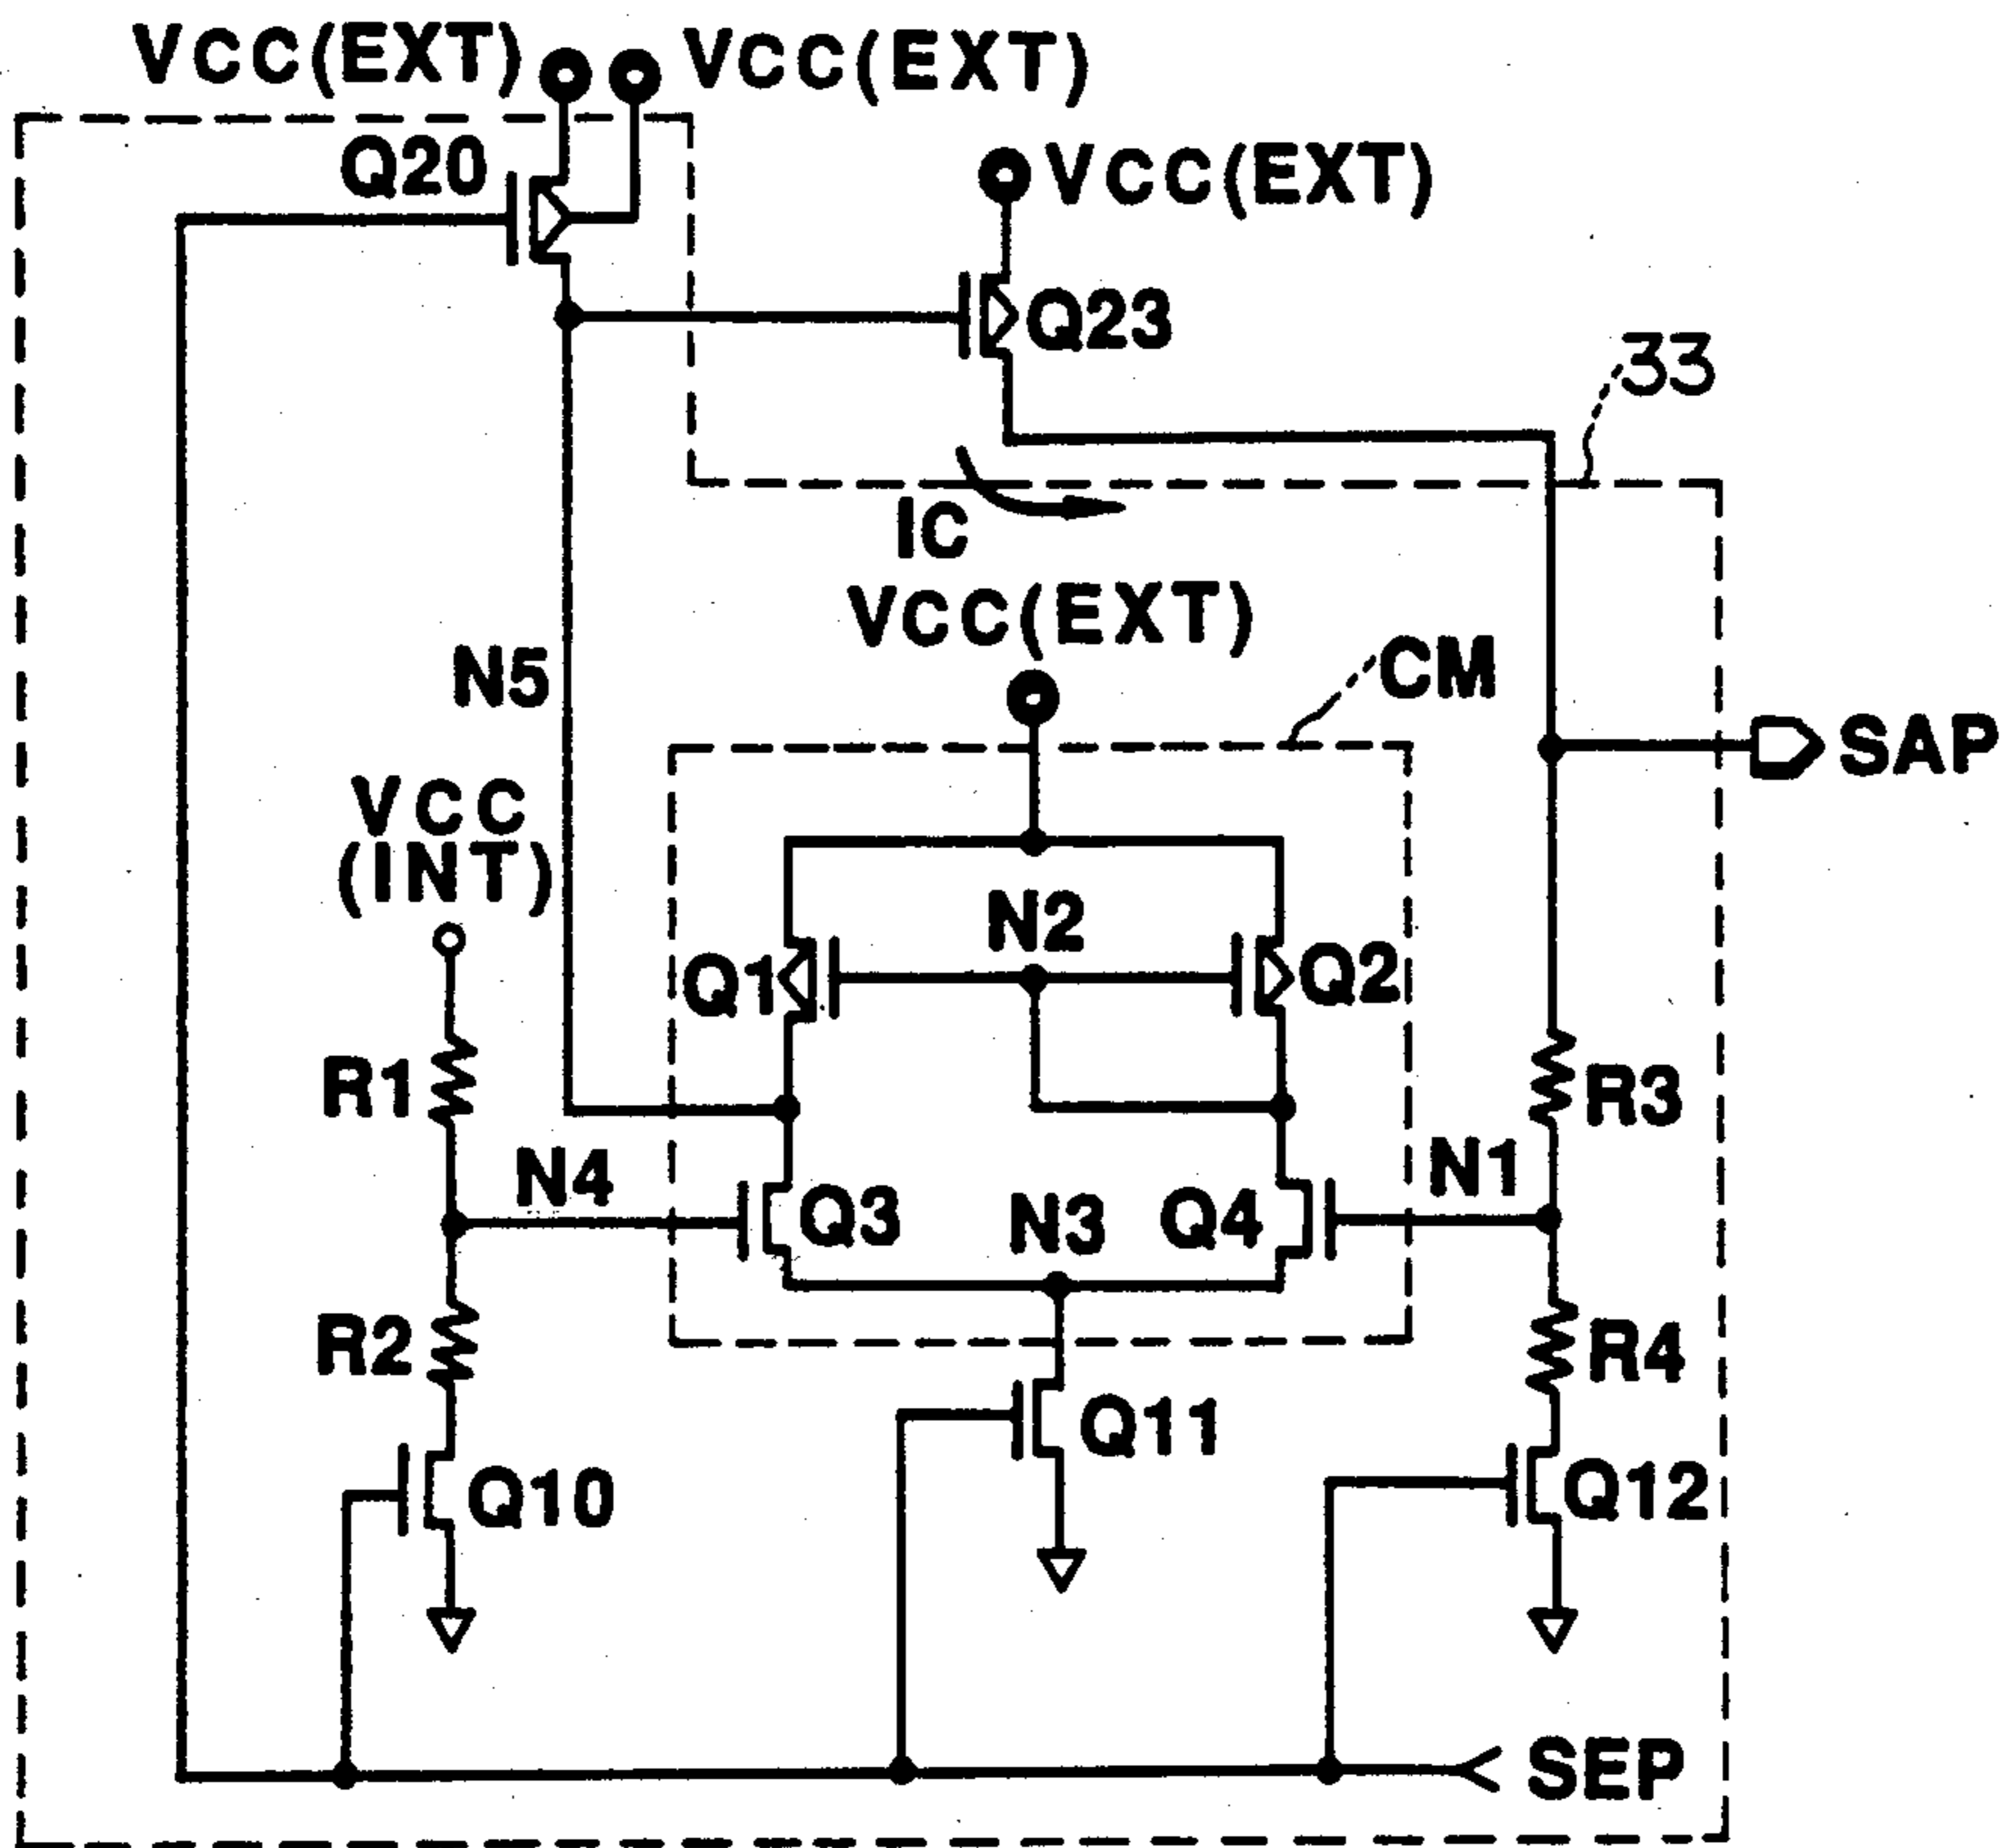 VCC(EXT)
VCC(EXT)
Q20
VCC(EXT)
Q23
33
IC
VCC(EXT)
N5
CM
SAP
VCC
(INT)
N2
Q1
Q2
R1
R3
N4
N1
Q3
N3
Q4
R2
R4
Q11
Q10
Q12
SEP